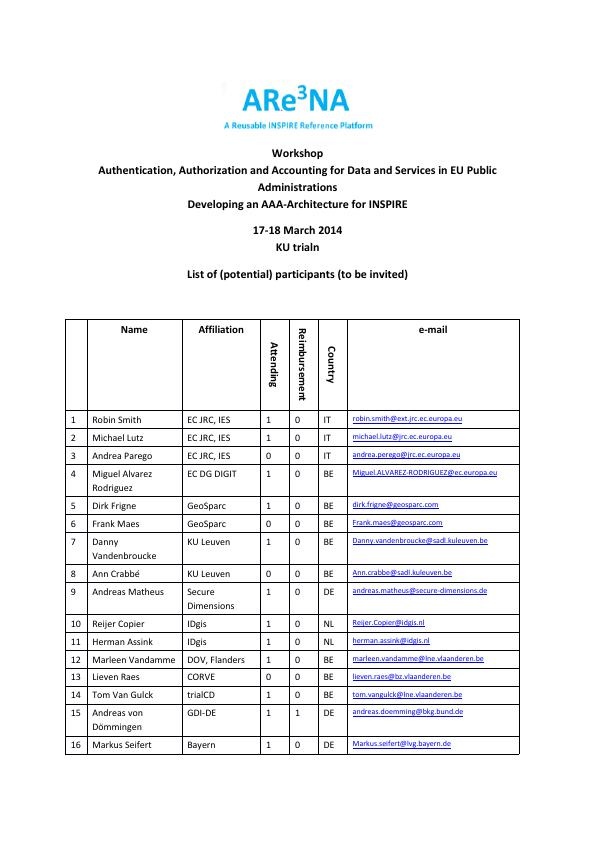 ARe³NA
A Reusable INSPIRE Reference Platform
Workshop
Authentication, Authorization and Accounting for Data and Services in EU Public
Administrations
Developing an AAA-Architecture for INSPIRE
17-18 March 2014
KU trialn
List of (potential) participants (to be invited)
Name Affiliation Attending Reimbursement Country e-mail
1 Robin Smith EC JRC, IES 1 0 IT robin.smith@ext.jrc.ec.europa.eu
2 Michael Lutz EC JRC, IES 1 0 IT michael.lutz@jrc.ec.europa.eu
3 Andrea Parego EC JRC, IES 0 0 IT andrea.perego@jrc.ec.europa.eu
4 Miguel Alvarez EC DG DIGIT 1 0 BE Miguel.ALVAREZ-RODRIGUEZ@ec.europa.eu
Rodriguez
5 Dirk Frigne GeoSparc 1 0 BE dirk.frigne@geosparc.com
6 Frank Maes GeoSparc 0 0 BE Frank.maes@geosparc.com
7 Danny KU Leuven 1 0 BE Danny.vandenbroucke@sadl.kuleuven.be
Vandenbroucke
8 Ann Crabbé KU Leuven 0 0 BE Ann.crabbe@sadl.kuleuven.be
9 Andreas Matheus Secure 1 0 DE andreas.matheus@secure-dimensions.de
Dimensions
10 Reijer Copier IDgis 1 0 NL Reijer.Copier@idgis.nl
11 Herman Assink IDgis 1 0 NL herman.assink@idgis.nl
12 Marleen Vandamme DOV, Flanders 1 0 BE marleen.vandamme@lne.vlaanderen.be
13 Lieven Raes CORVE 0 0 BE lieven.raes@bz.vlaanderen.be
14 Tom Van Gulck trialCD 1 0 BE tom.vangulck@lne.vlaanderen.be
15 Andreas von GDI-DE 1 1 DE andreas.doemming@bkg.bund.de
Dömmingen
16 Markus Seifert Bayern 1 0 DE Markus.seifert@lvg.bayern.de